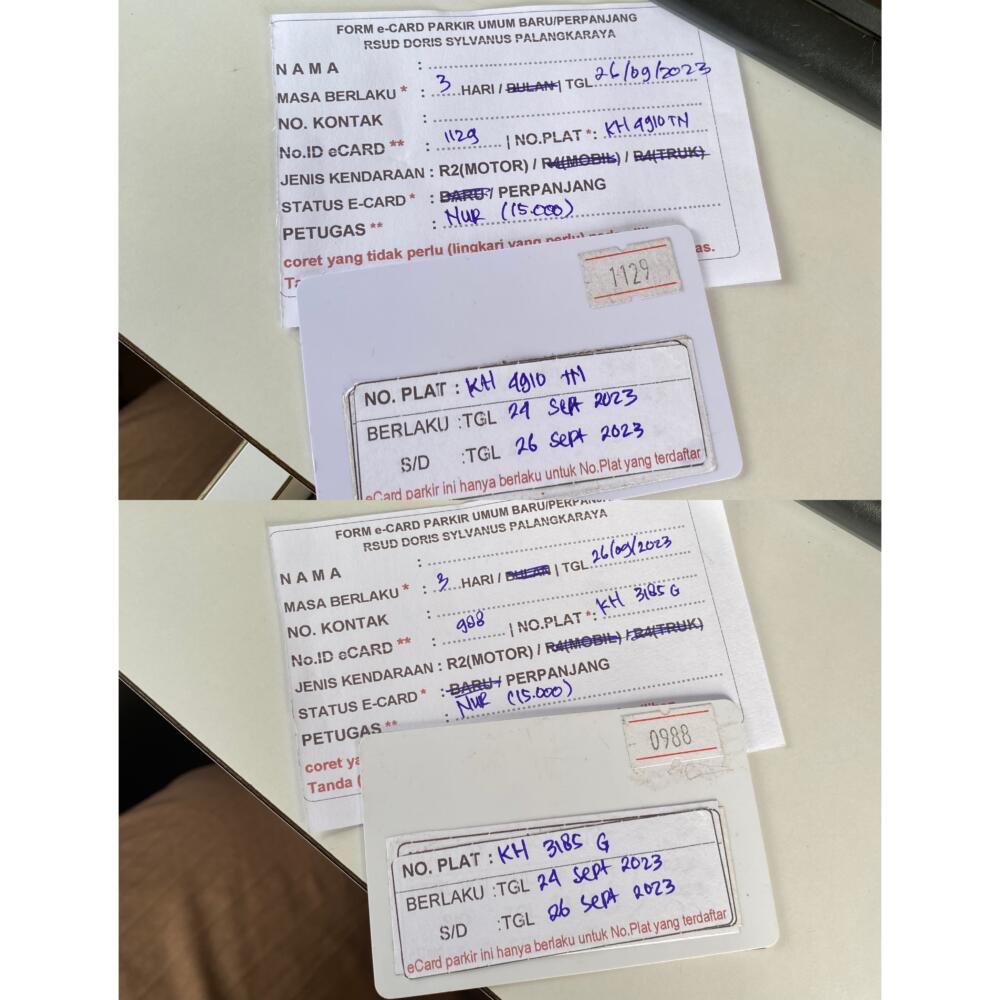 FORM e-CARD PARKIR UMUM BARU/PERPANJANG
RSUD DORIS SYLVANUS PALANGKARAYA
NAMA :
MASA BERLAKU * : 3 HARI / BULAN | TGL 26/09/2023
NO. KONTAK :
No.ID eCARD ** : 1129 | NO.PLAT *: KH 4910 TN
JENIS KENDARAAN : R2(MOTOR) / R4(MOBIL) / R4(TRUK)
STATUS E-CARD * : BARU / PERPANJANG
PETUGAS ** : NUR (15.000)
coret yang tidak perlu (lingkari yang perlu)
1129
NO. PLAT : KH 4910 TN
BERLAKU :TGL 24 Sept 2023
S/D :TGL 26 Sept 2023
eCard parkir ini hanya berlaku untuk No.Plat yang terdaftar
FORM e-CARD PARKIR UMUM BARU/PERPANJANG
RSUD DORIS SYLVANUS PALANGKARAYA
NAMA :
MASA BERLAKU * : 3 HARI / BULAN | TGL 26/09/2023
NO. KONTAK :
No.ID eCARD ** : 988 | NO.PLAT *: KH 3185 G
JENIS KENDARAAN : R2(MOTOR) / R4(MOBIL) / R4(TRUK)
STATUS E-CARD * : BARU / PERPANJANG
PETUGAS ** : NUR (15.000)
coret
Tanda (
0988
NO. PLAT : KH 3185 G
BERLAKU :TGL 24 Sept 2023
S/D :TGL 26 Sept 2023
eCard parkir ini hanya berlaku untuk No.Plat yang terdaftar